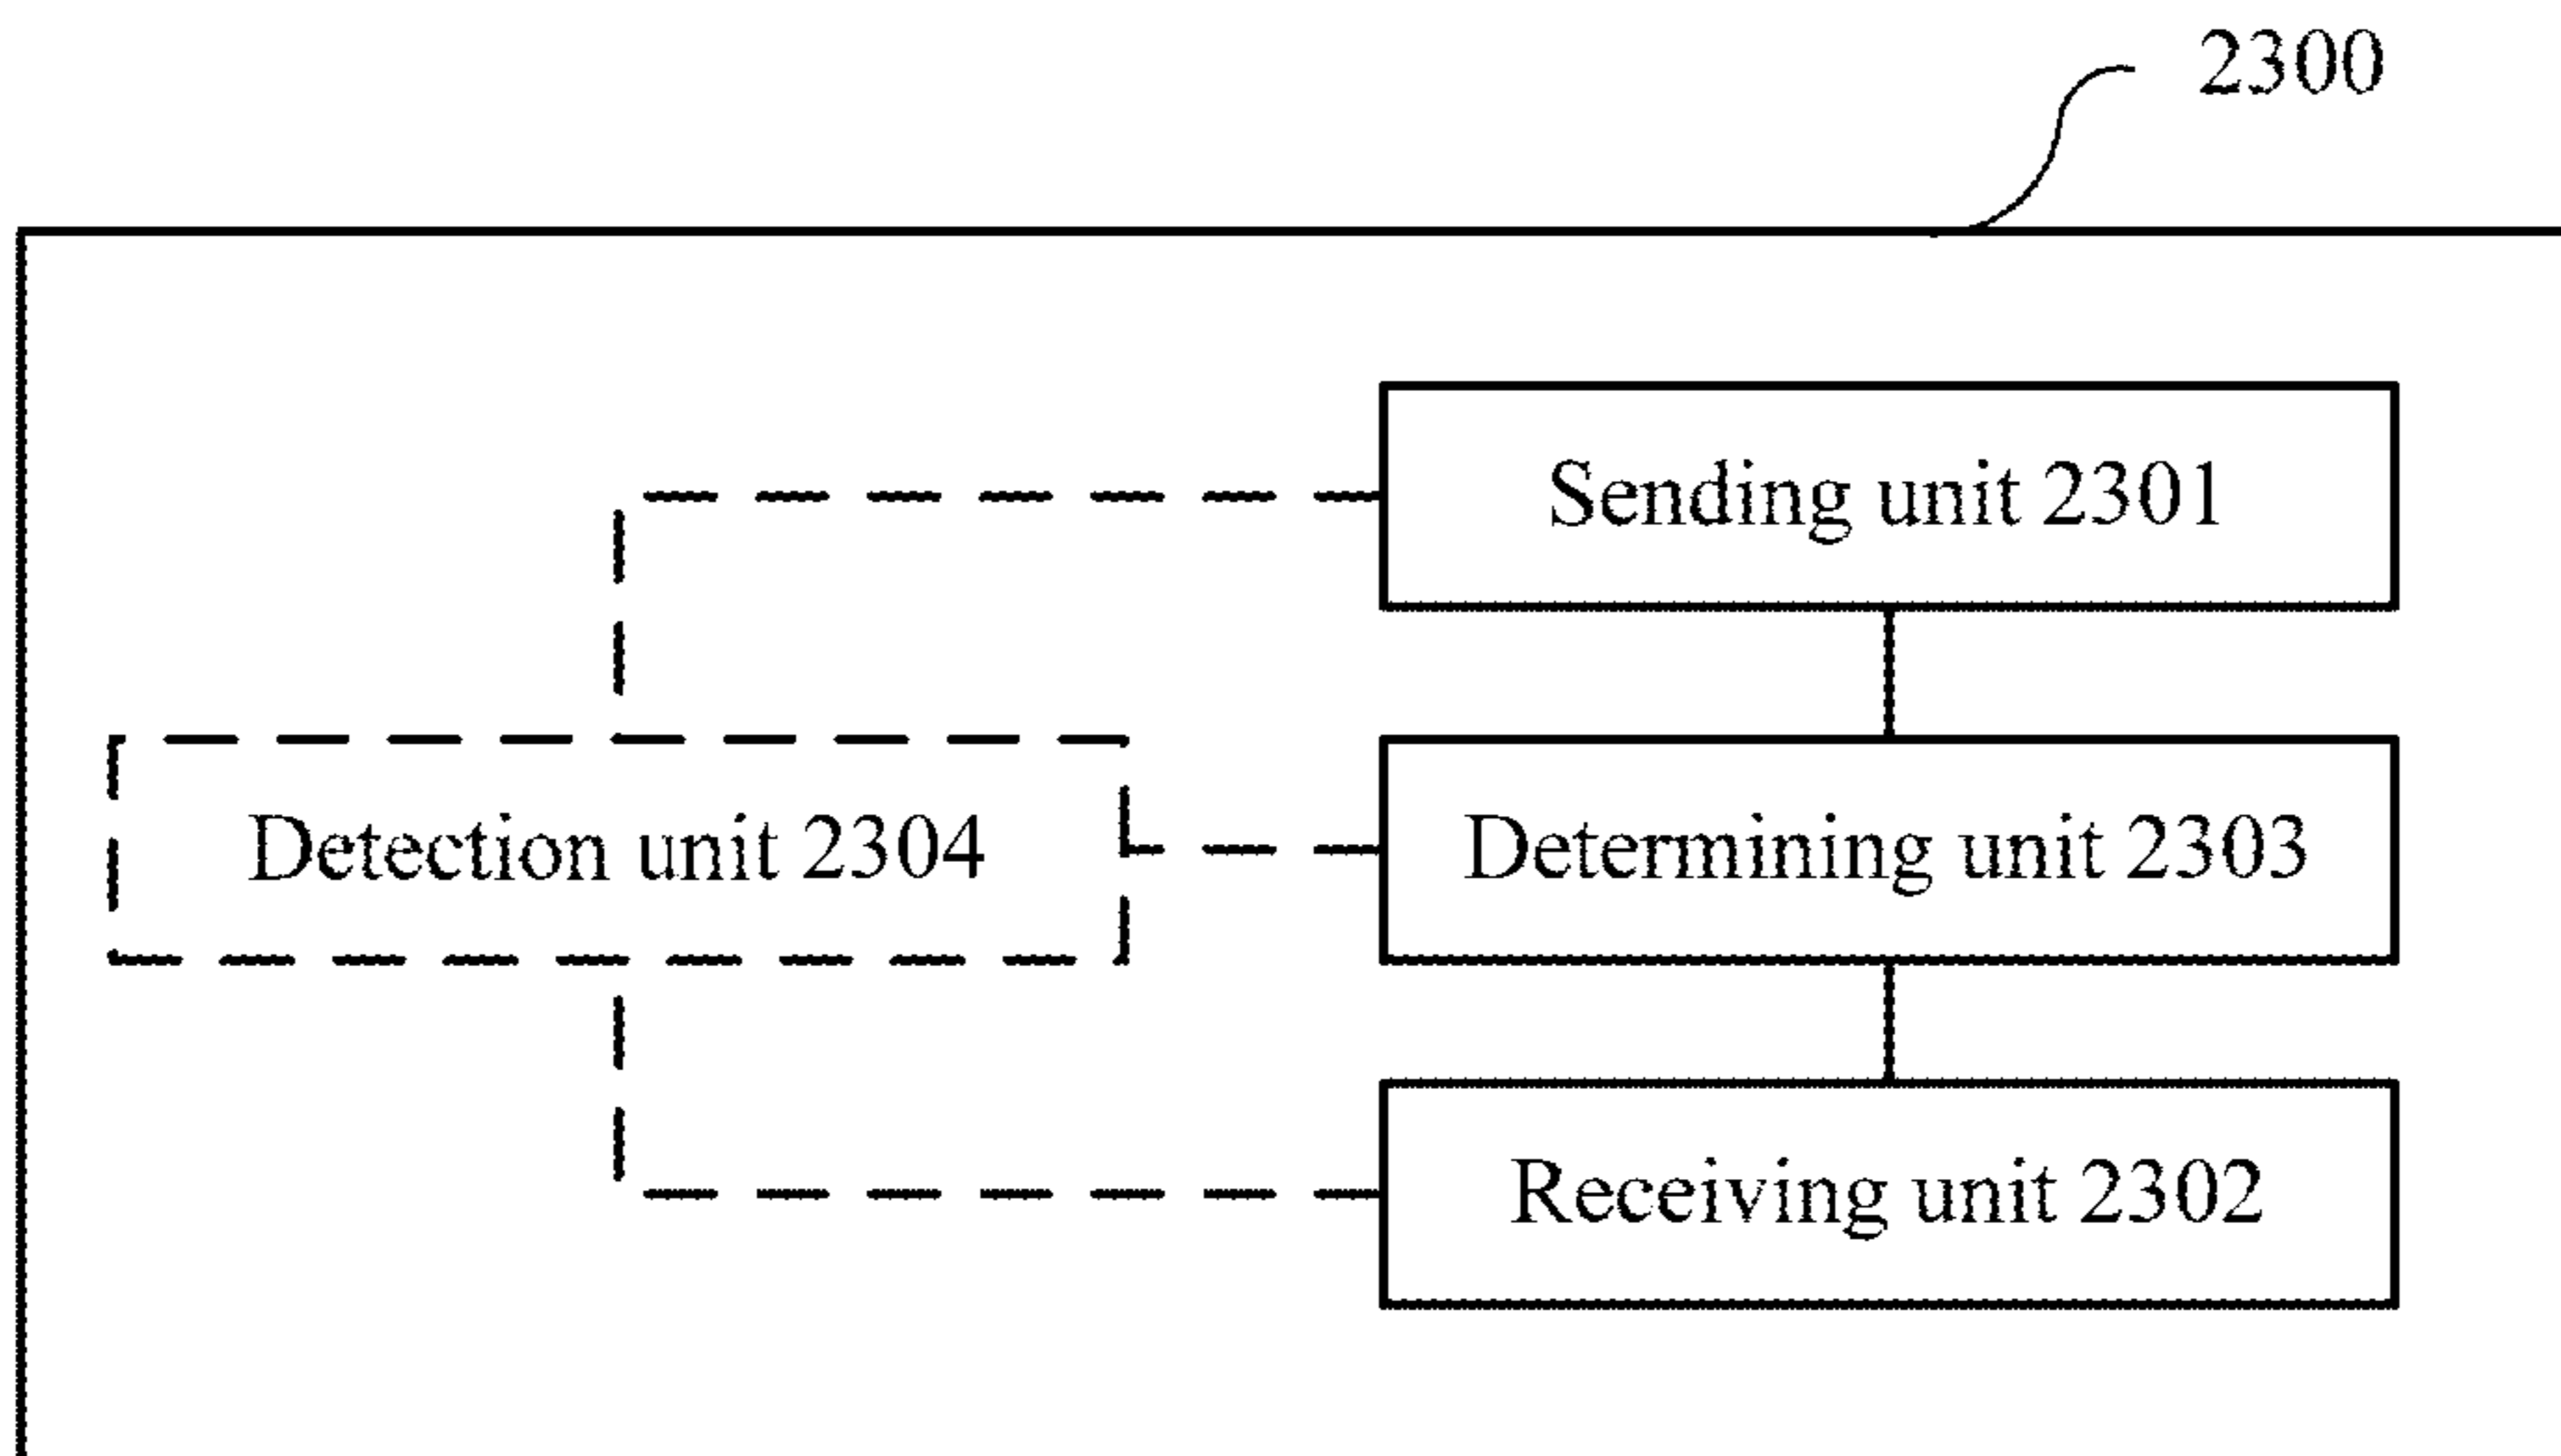 2300
Sending unit 2301
Detection unit 2304
Determining unit 2303
Receiving unit 2302